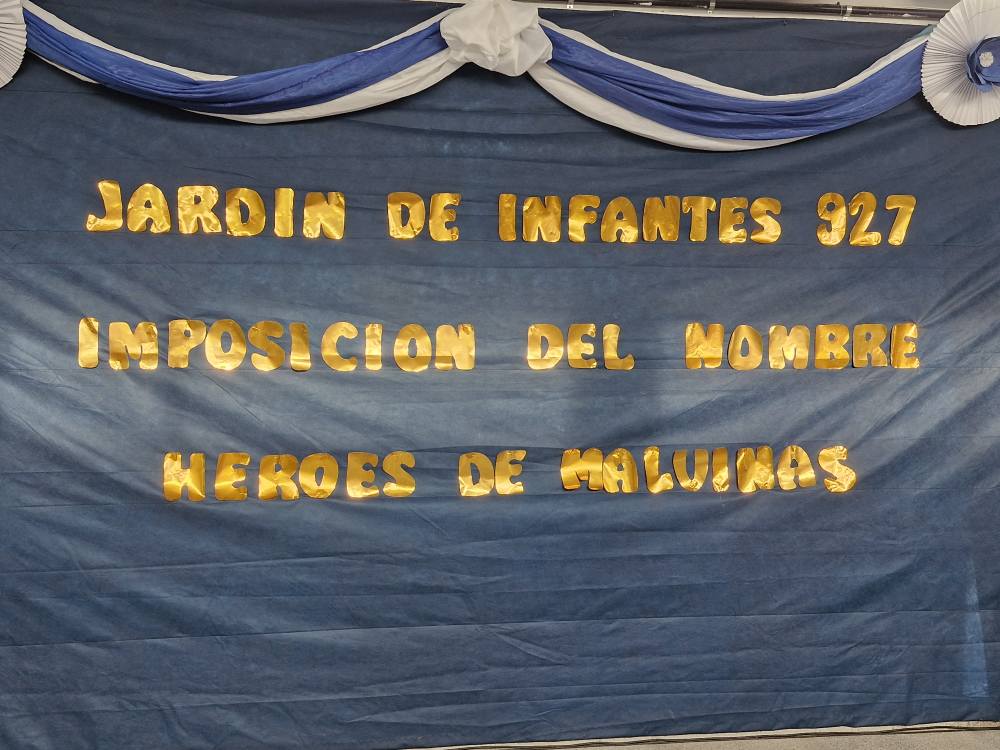 JARDIN DE INFANTES 927
IMPOSICION DEL NOMBRE
HEROES DE MALVINAS